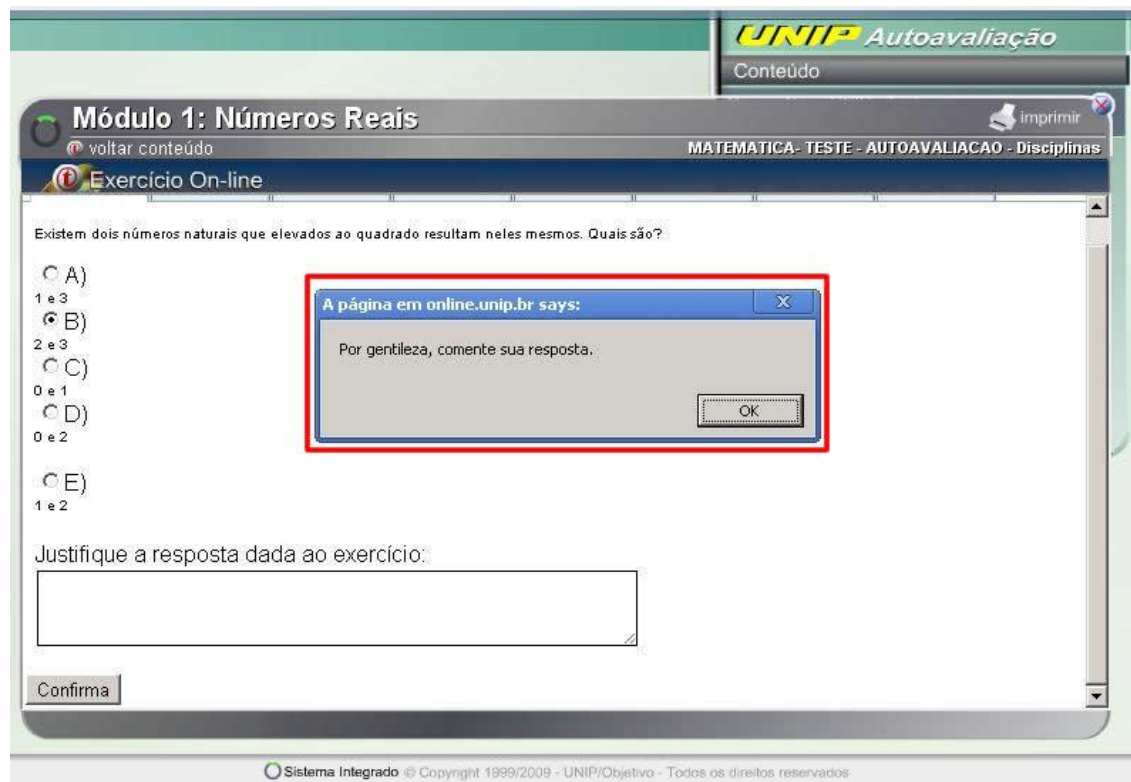 UNIP Autoavaliação
Conteúdo
Módulo 1: Números Reais
imprimir
voltar conteúdo
MATEMATICA- TESTE - AUTOAVALIACAO - Disciplinas
Exercício On-line
Existem dois números naturais que elevados ao quadrado resultam neles mesmos. Quais são?
A)
1 e 3
B)
2 e 3
C)
0 e 1
D)
0 e 2
E)
1 e 2
A página em online.unip.br says:
X
Por gentileza, comente sua resposta.
OK
Justifique a resposta dada ao exercício:
Confirma
Sistema Integrado © Copyright 1999/2009 - UNIP/Objetivo - Todos os direitos reservados